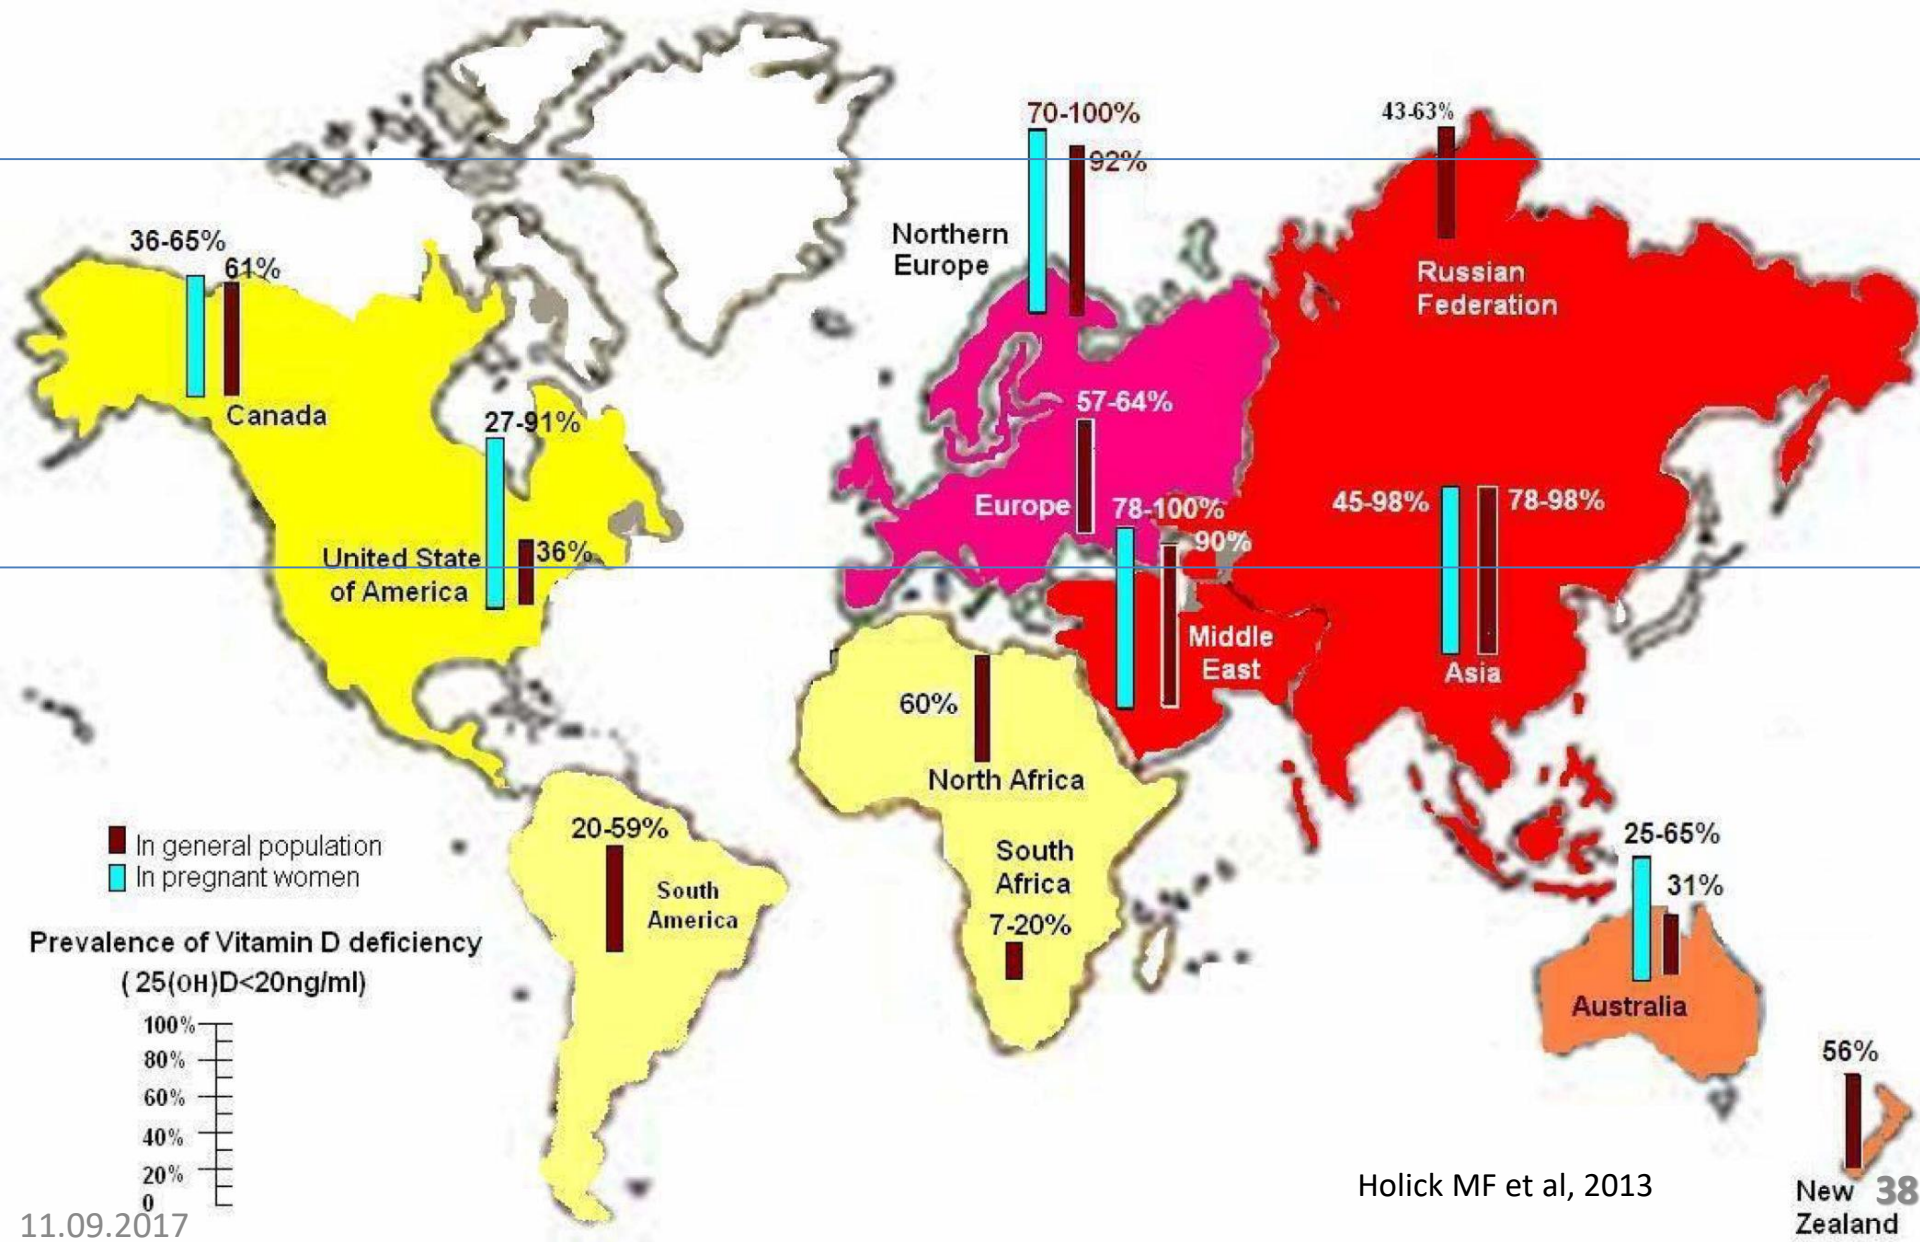 70-100%
43-63%
92%
36-65%
61%
Northern
Europe
Russian
Federation
Canada
57-64%
27-91%
Europe
78-100%
45-98%
78-98%
United State
of America
36%
90%
Middle
East
Asia
60%
North Africa
In general population
In pregnant women
20-59%
South
America
South
Africa
7-20%
25-65%
31%
Australia
Prevalence of Vitamin D deficiency
( 25(OH)D<20ng/ml)
100%
80%
60%
40%
20%
0
56%
New
Zealand
Holick MF et al, 2013
38
11.09.2017